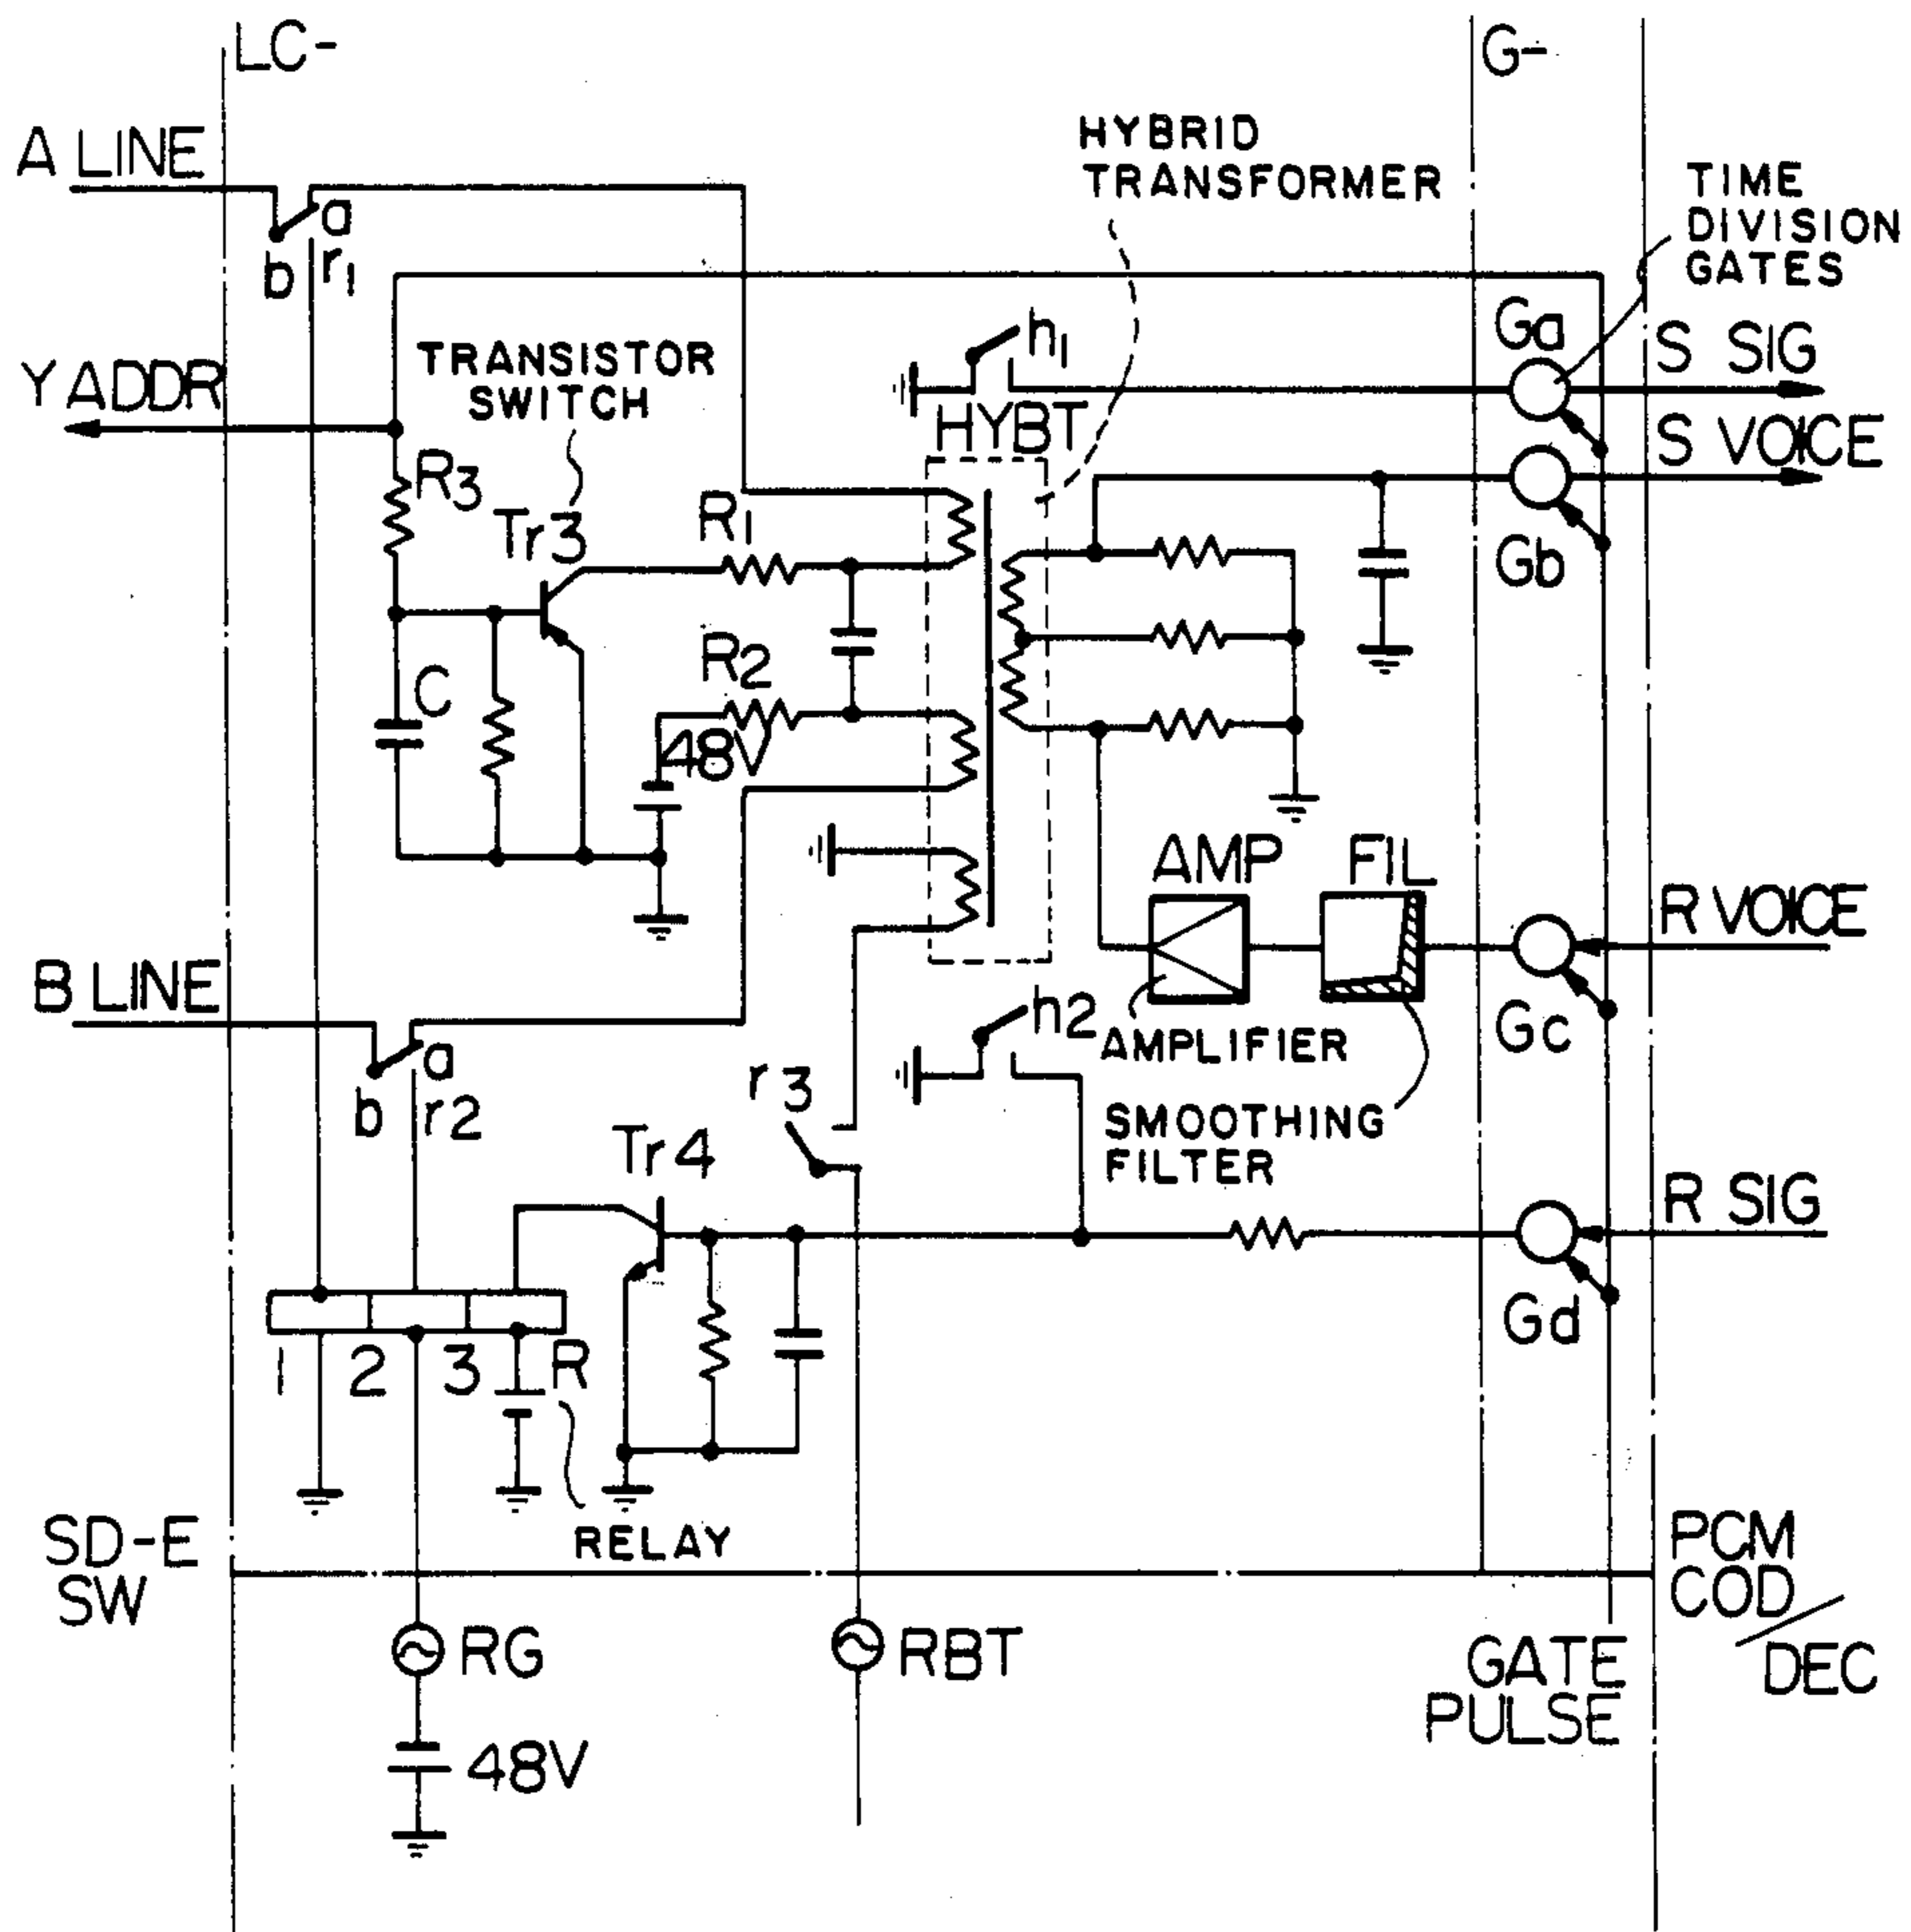 LC-
G-
A LINE
HYBRID
TRANSFORMER
TIME
DIVISION
GATES
a
b r1
Ga
S SIG
h1
Y ADDR
TRANSISTOR
SWITCH
HYBT
S VOICE
R3
Tr3
R1
Gb
C
R2
48V
AMP
FIL
R VOICE
B LINE
h2
AMPLIFIER
Gc
a
b r2
r3
SMOOTHING
FILTER
Tr4
R SIG
Gd
1 2 3 R
RELAY
SD-E
SW
PCM
COD/DEC
RG
RBT
GATE
PULSE
48V